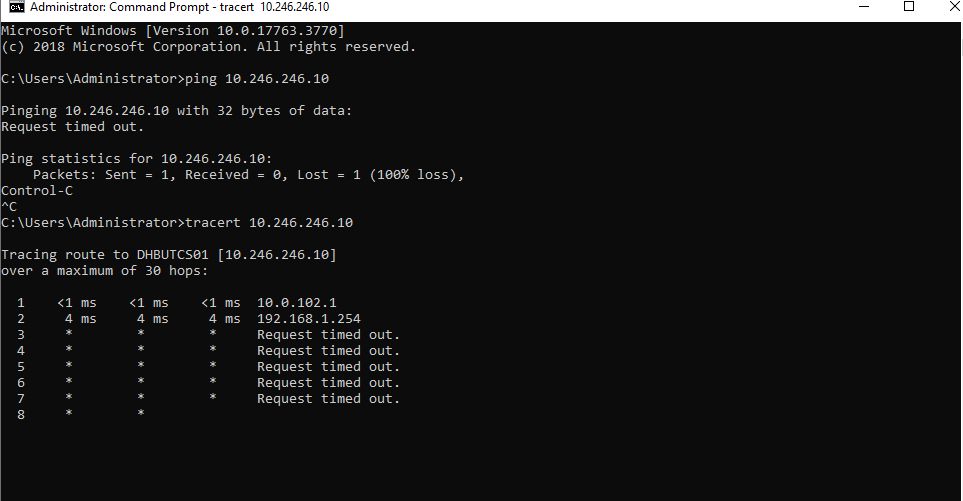 Administrator: Command Prompt - tracert 10.246.246.10
Microsoft Windows [Version 10.0.17763.3770]
(c) 2018 Microsoft Corporation. All rights reserved.
C:\Users\Administrator>ping 10.246.246.10
Pinging 10.246.246.10 with 32 bytes of data:
Request timed out.
Ping statistics for 10.246.246.10:
    Packets: Sent = 1, Received = 0, Lost = 1 (100% loss),
Control-C
^C
C:\Users\Administrator>tracert 10.246.246.10
Tracing route to DHBUTCS01 [10.246.246.10]
over a maximum of 30 hops:
  1    <1 ms    <1 ms    <1 ms  10.0.102.1
  2     4 ms     4 ms     4 ms  192.168.1.254
  3     *        *        *     Request timed out.
  4     *        *        *     Request timed out.
  5     *        *        *     Request timed out.
  6     *        *        *     Request timed out.
  7     *        *        *     Request timed out.
  8     *        *